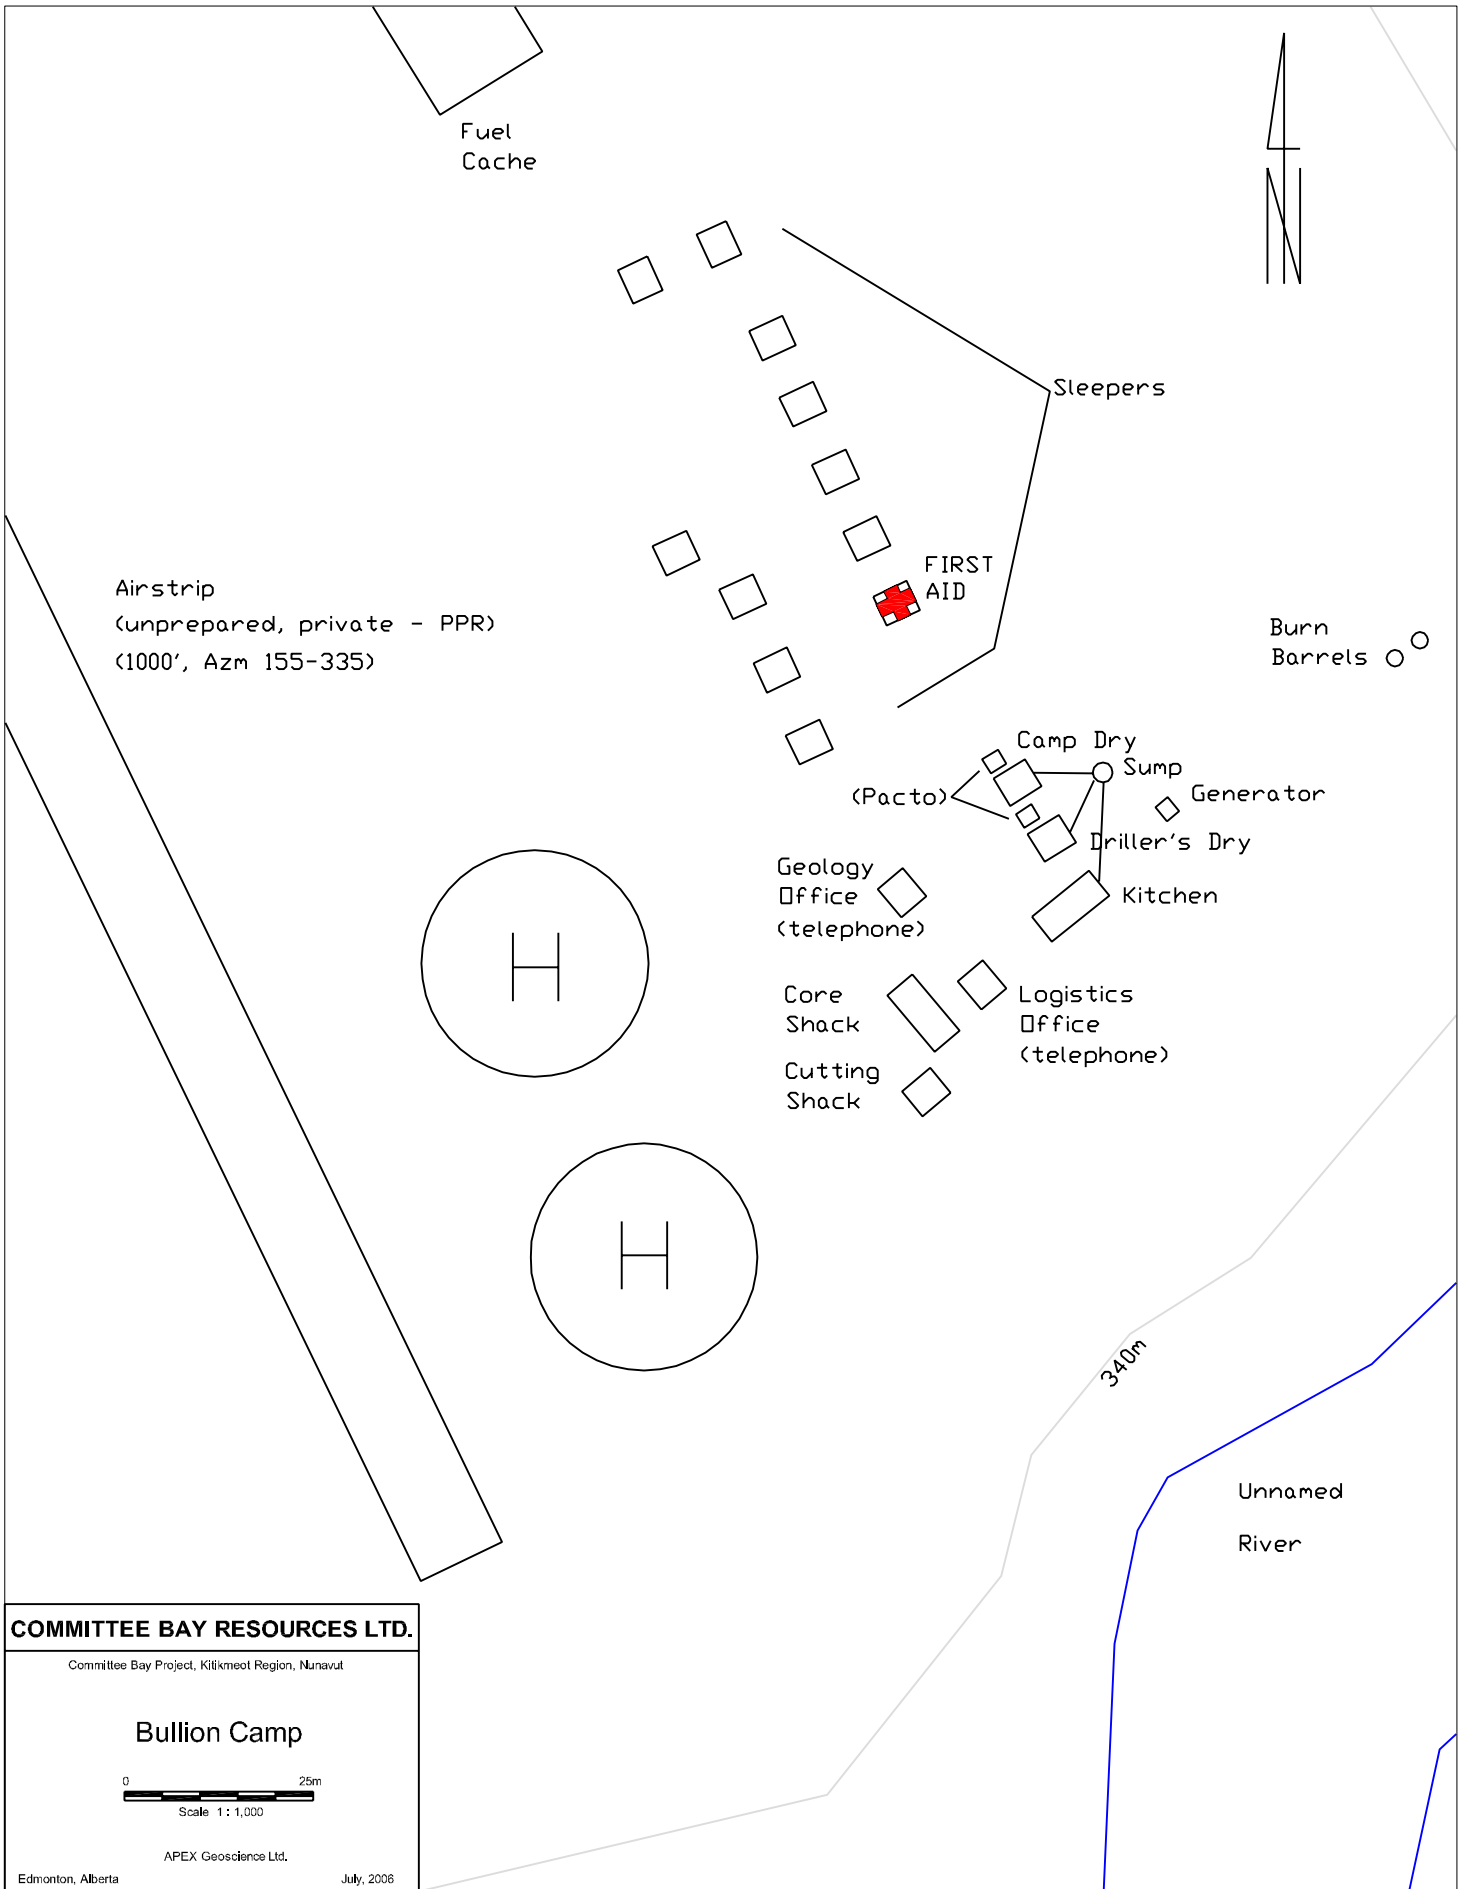 Fuel
Cache
Sleepers
FIRST
AID
Airstrip
(unprepared, private - PPR)
(1000', Azm 155-335)
Burn
Barrels
Camp Dry
Sump
(Pacto)
Generator
Driller's Dry
Geology
Office
(telephone)
Kitchen
Core
Shack
Logistics
Office
(telephone)
Cutting
Shack
H
H
340m
Unnamed
River
N
COMMITTEE BAY RESOURCES LTD.
Committee Bay Project, Kitikmeot Region, Nunavut
Bullion Camp
0 25m
Scale 1 : 1,000
APEX Geoscience Ltd.
Edmonton, Alberta July, 2006